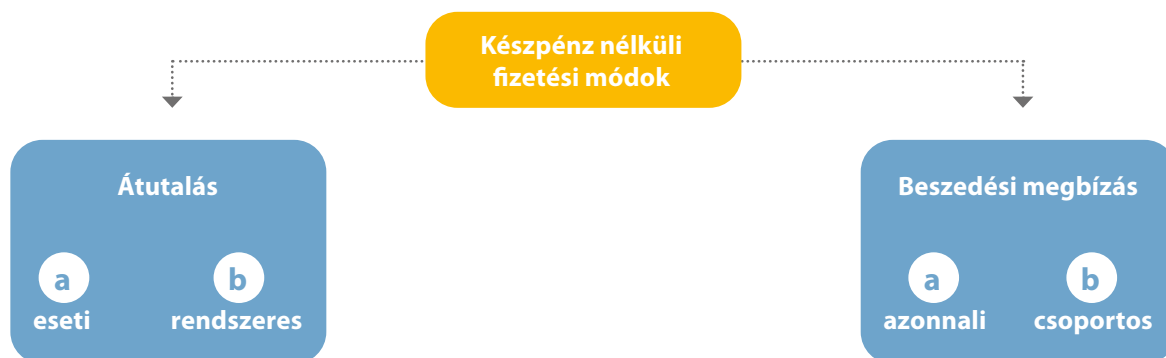 Készpénz nélküli
fizetési módok
Átutalás
a
eseti
b
rendszeres
Beszedési megbízás
a
azonnali
b
csoportos